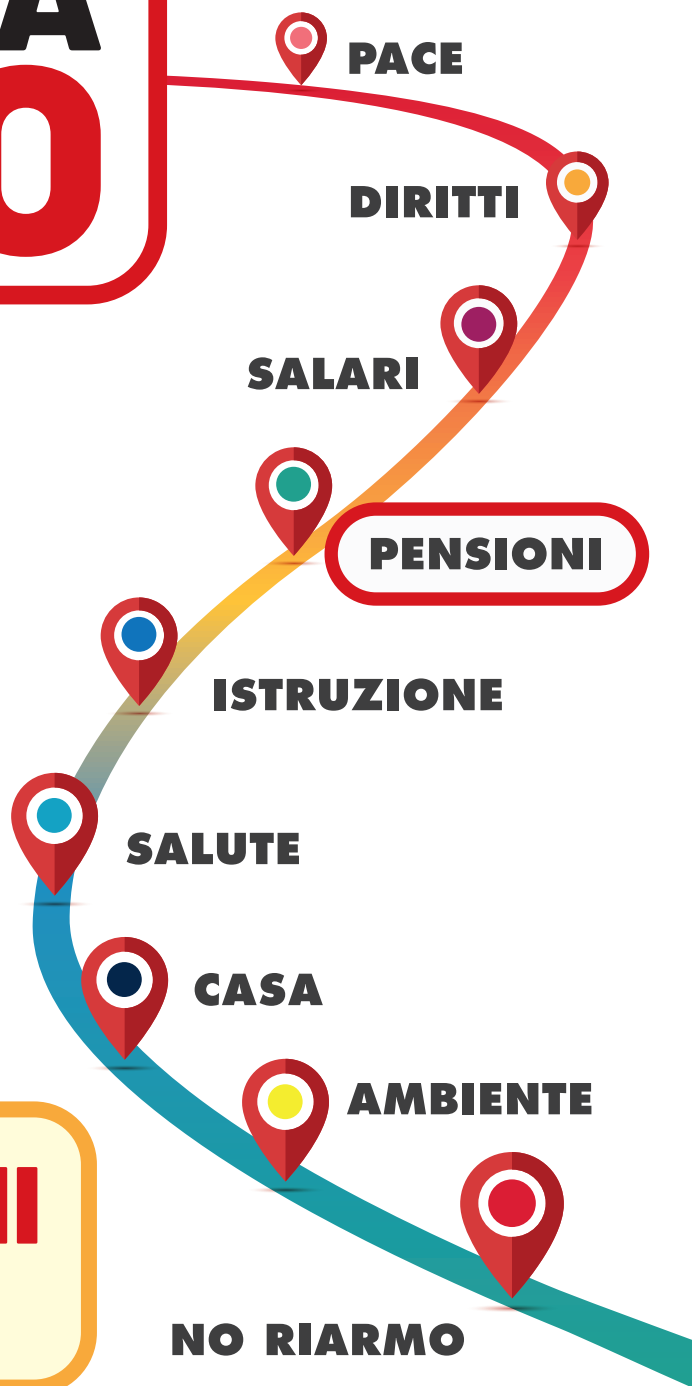 A
PACE
O
DIRITTI
SALARI
PENSIONI
ISTRUZIONE
SALUTE
CASA
AMBIENTE
NO RIARMO